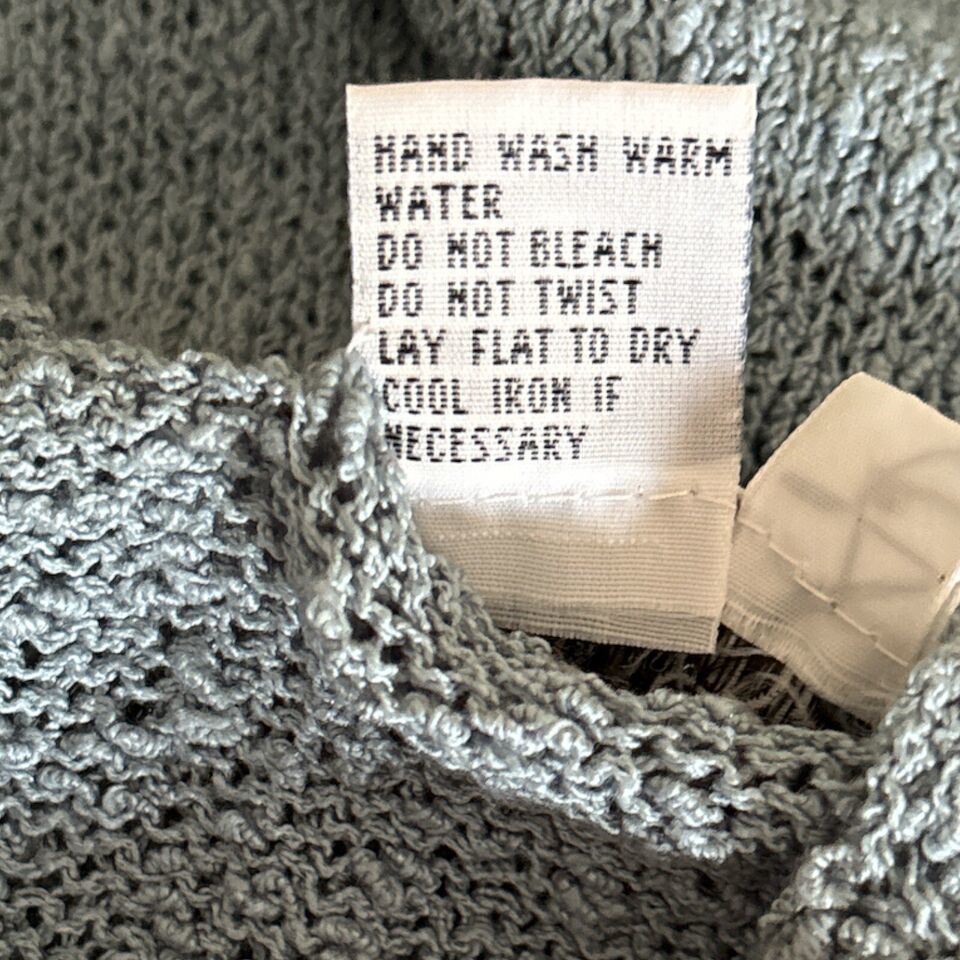 HAND WASH WARM
WATER
DO NOT BLEACH
DO NOT TWIST
LAY FLAT TO DRY
COOL IRON IF
NECESSARY